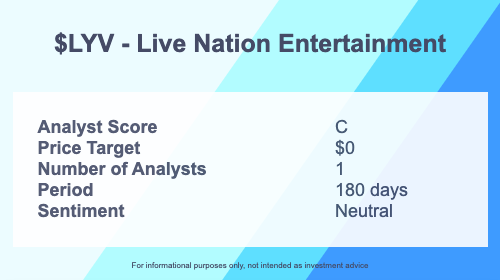 $LYV - Live Nation Entertainment
Analyst Score C
Price Target $0
Number of Analysts 1
Period 180 days
Sentiment Neutral
For informational purposes only, not intended as investment advice